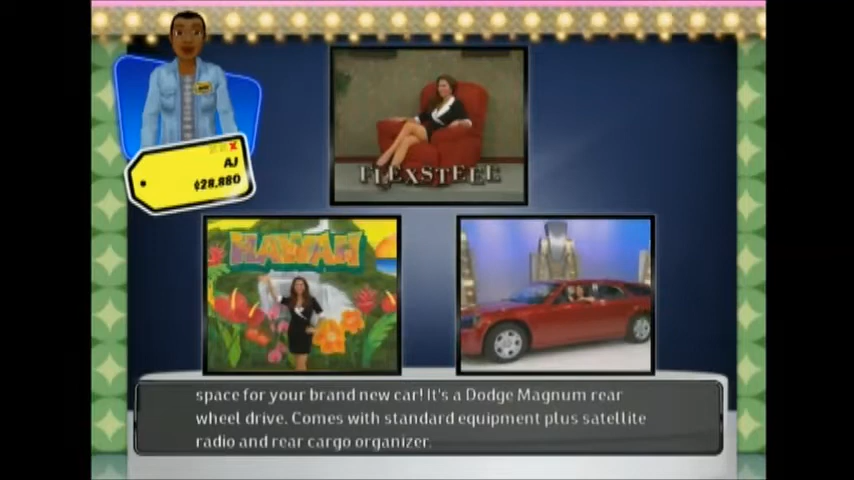 FLEXSTEEL
AJ
$28,880
HAWAII
space for your brand new car! It's a Dodge Magnum rear
wheel drive. Comes with standard equipment plus satellite
radio and rear cargo organizer.